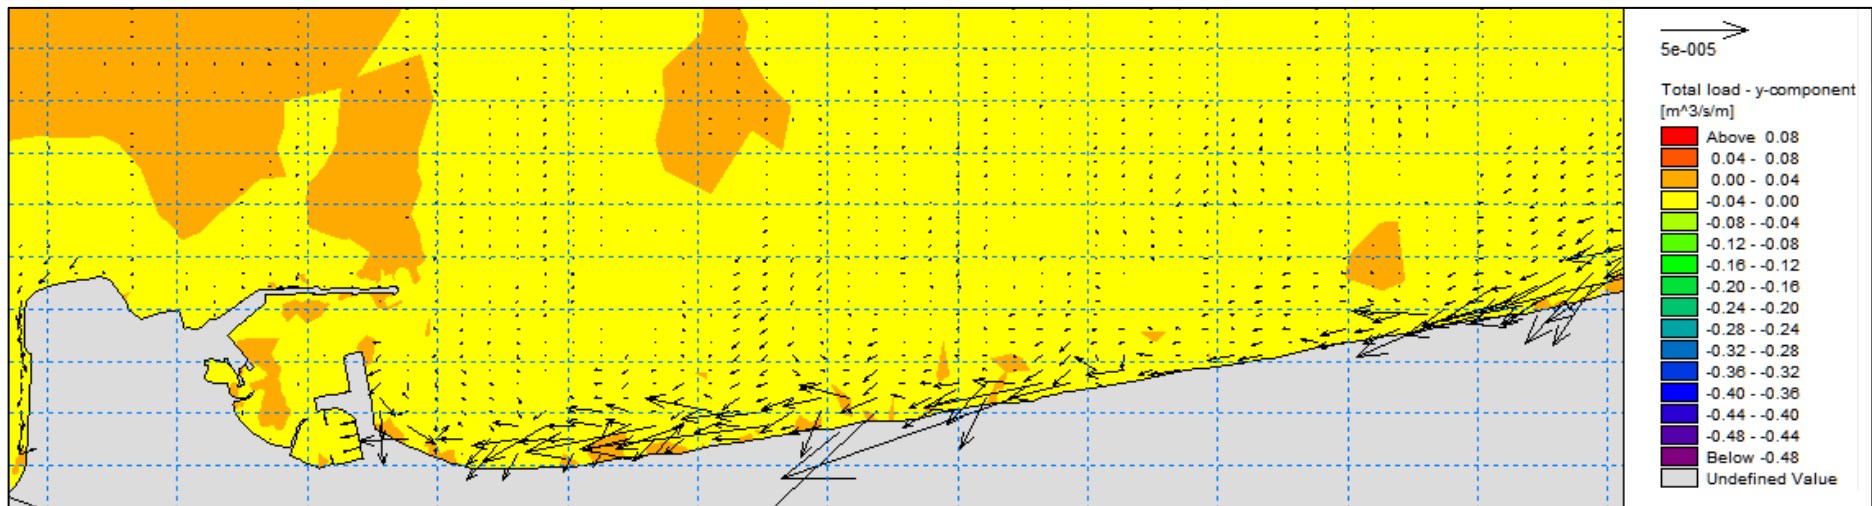 5e-005
Total load - y-component
[m^3/s/m]
Above 0.08
0.04 - 0.08
0.00 - 0.04
-0.04 - 0.00
-0.08 - -0.04
-0.12 - -0.08
-0.16 - -0.12
-0.20 - -0.16
-0.24 - -0.20
-0.28 - -0.24
-0.32 - -0.28
-0.36 - -0.32
-0.40 - -0.36
-0.44 - -0.40
-0.48 - -0.44
Below -0.48
Undefined Value